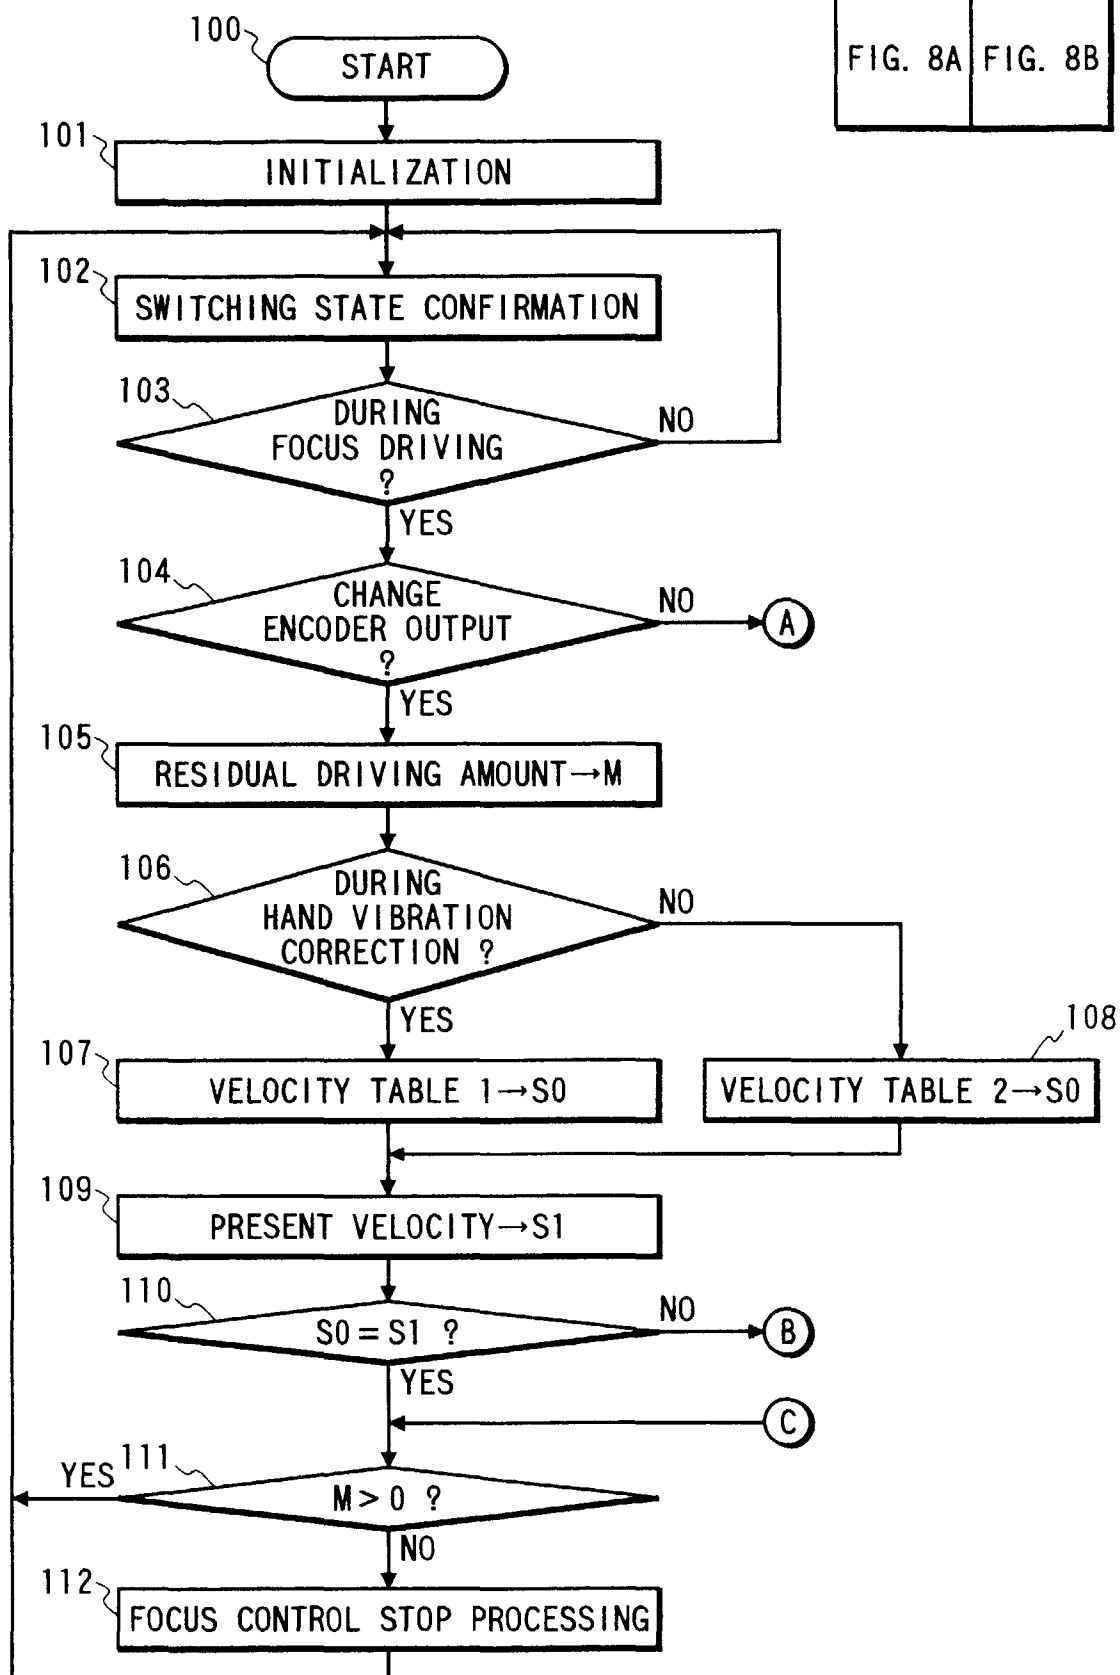 100
START
FIG. 8A
FIG. 8B
101
INITIALIZATION
102
SWITCHING STATE CONFIRMATION
103
DURING
FOCUS DRIVING
?
NO
YES
104
CHANGE
ENCODER OUTPUT
?
NO
A
YES
105
RESIDUAL DRIVING AMOUNT→M
106
DURING
HAND VIBRATION
CORRECTION ?
NO
YES
107
VELOCITY TABLE 1→S0
108
VELOCITY TABLE 2→S0
109
PRESENT VELOCITY→S1
110
S0=S1 ?
NO
B
YES
C
111
YES
M>0 ?
NO
112
FOCUS CONTROL STOP PROCESSING